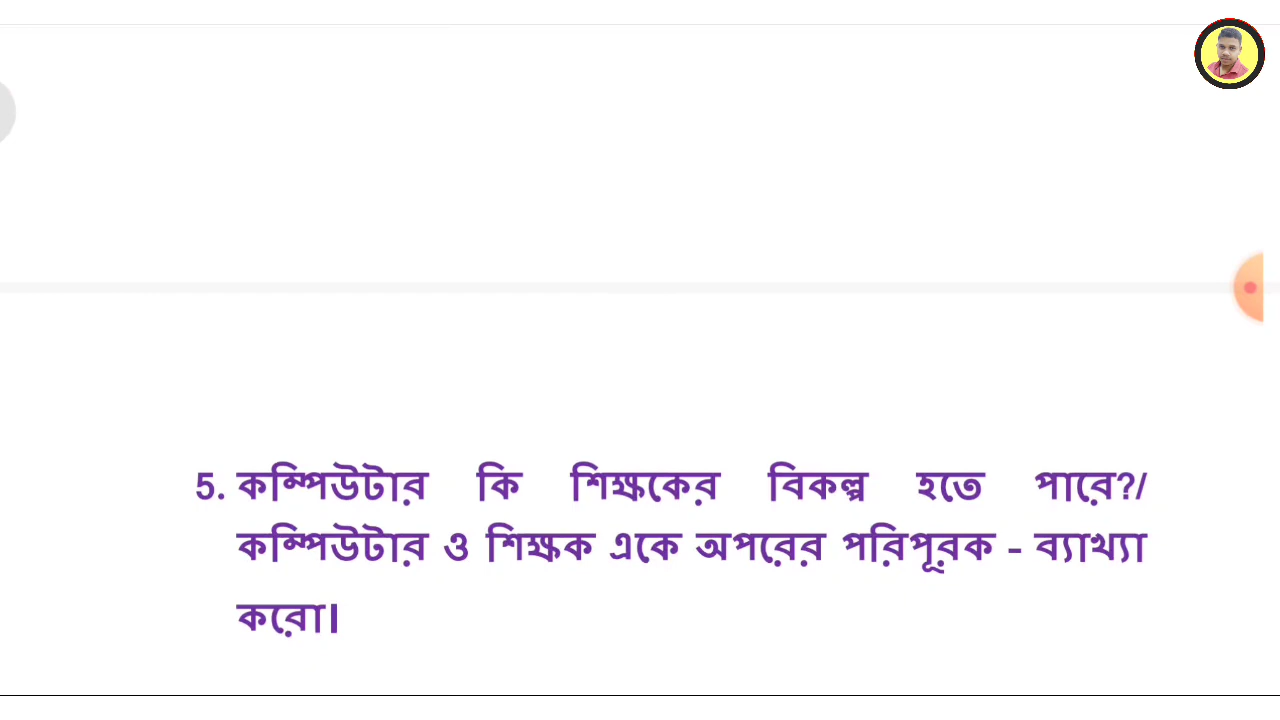 5. কম্পিউটার কি শিক্ষকের বিকল্প হতে পারে?/
কম্পিউটার ও শিক্ষক একে অপরের পরিপূরক - ব্যাখ্যা
করো।